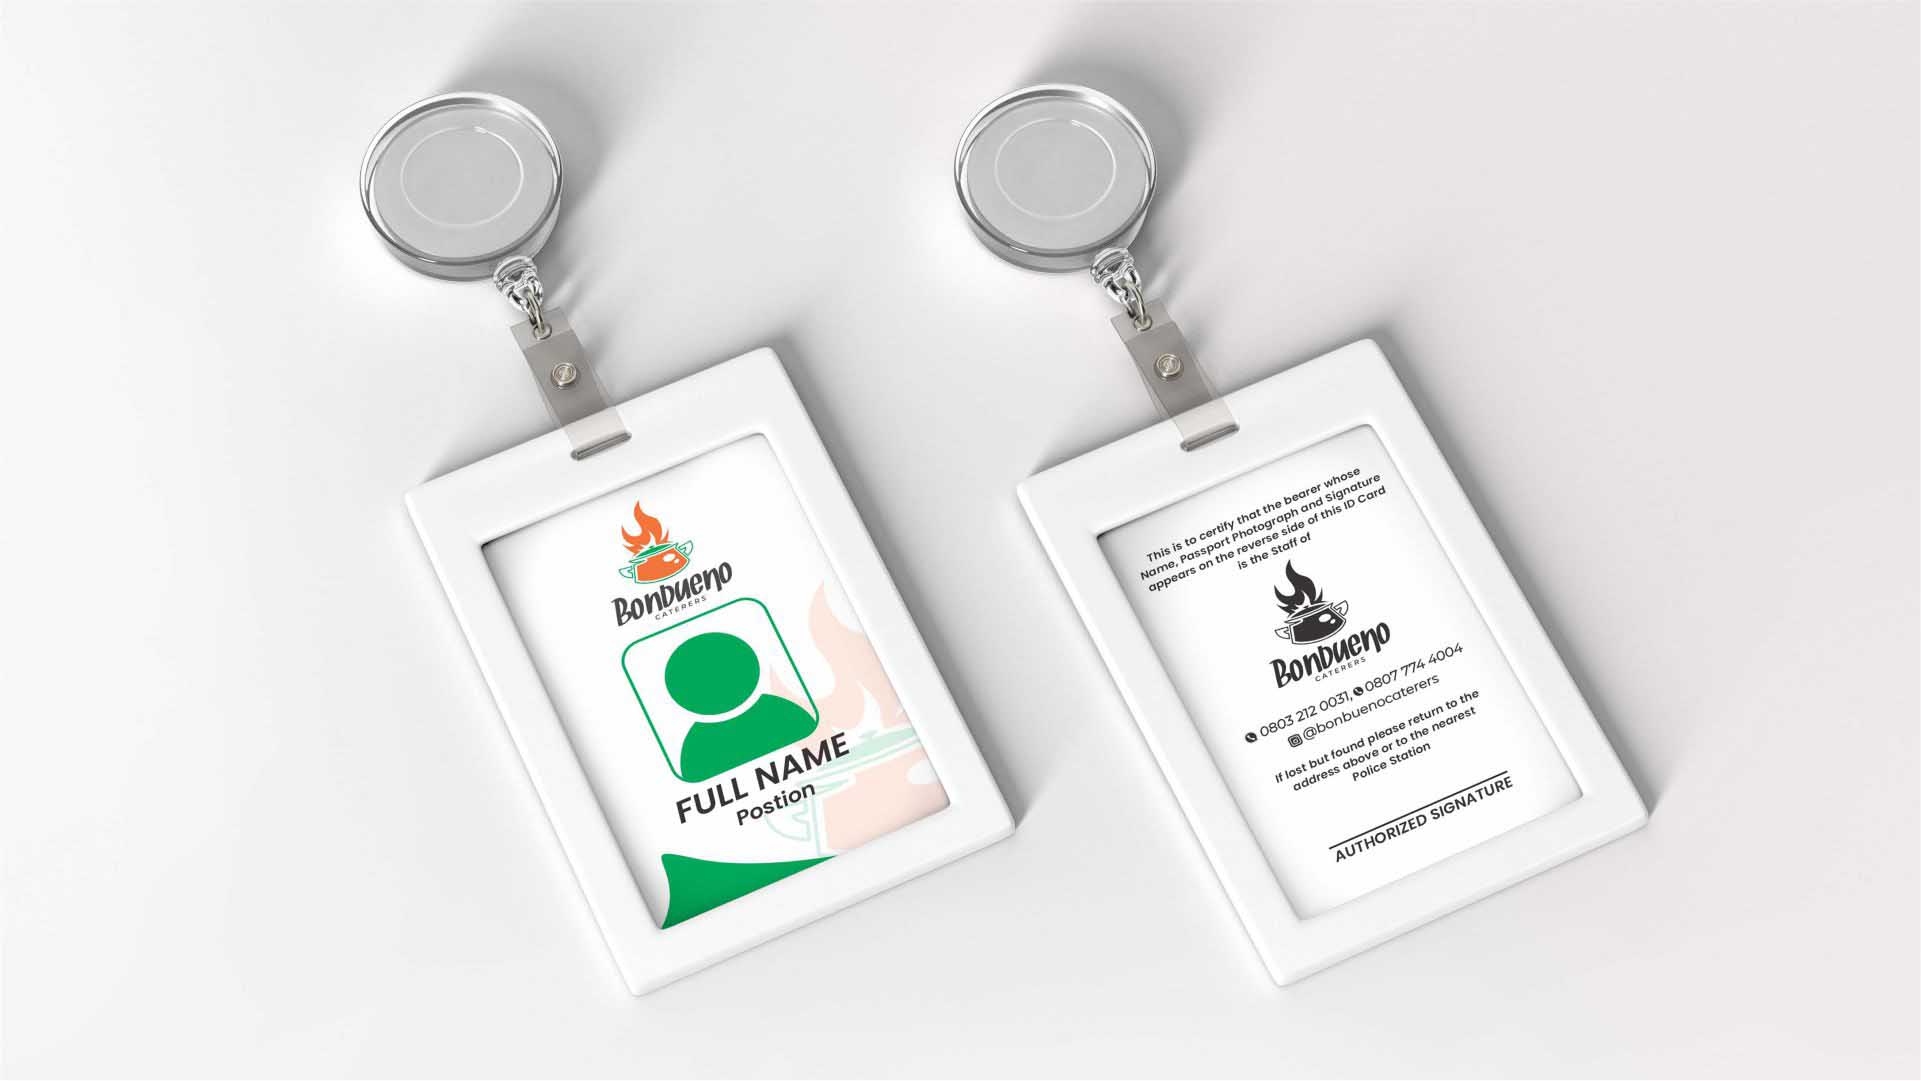 Bonbueno
CATERERS
FULL NAME
Postion
This is to certify that the bearer whose
Name, Passport Photograph and Signature
appears on the reverse side of this ID Card
is the Staff of
Bonbueno
CATERERS
0803 212 0031, 0807 774 4004
@bonbuenocaterers
If lost but found please return to the
address above or to the nearest
Police Station
AUTHORIZED SIGNATURE